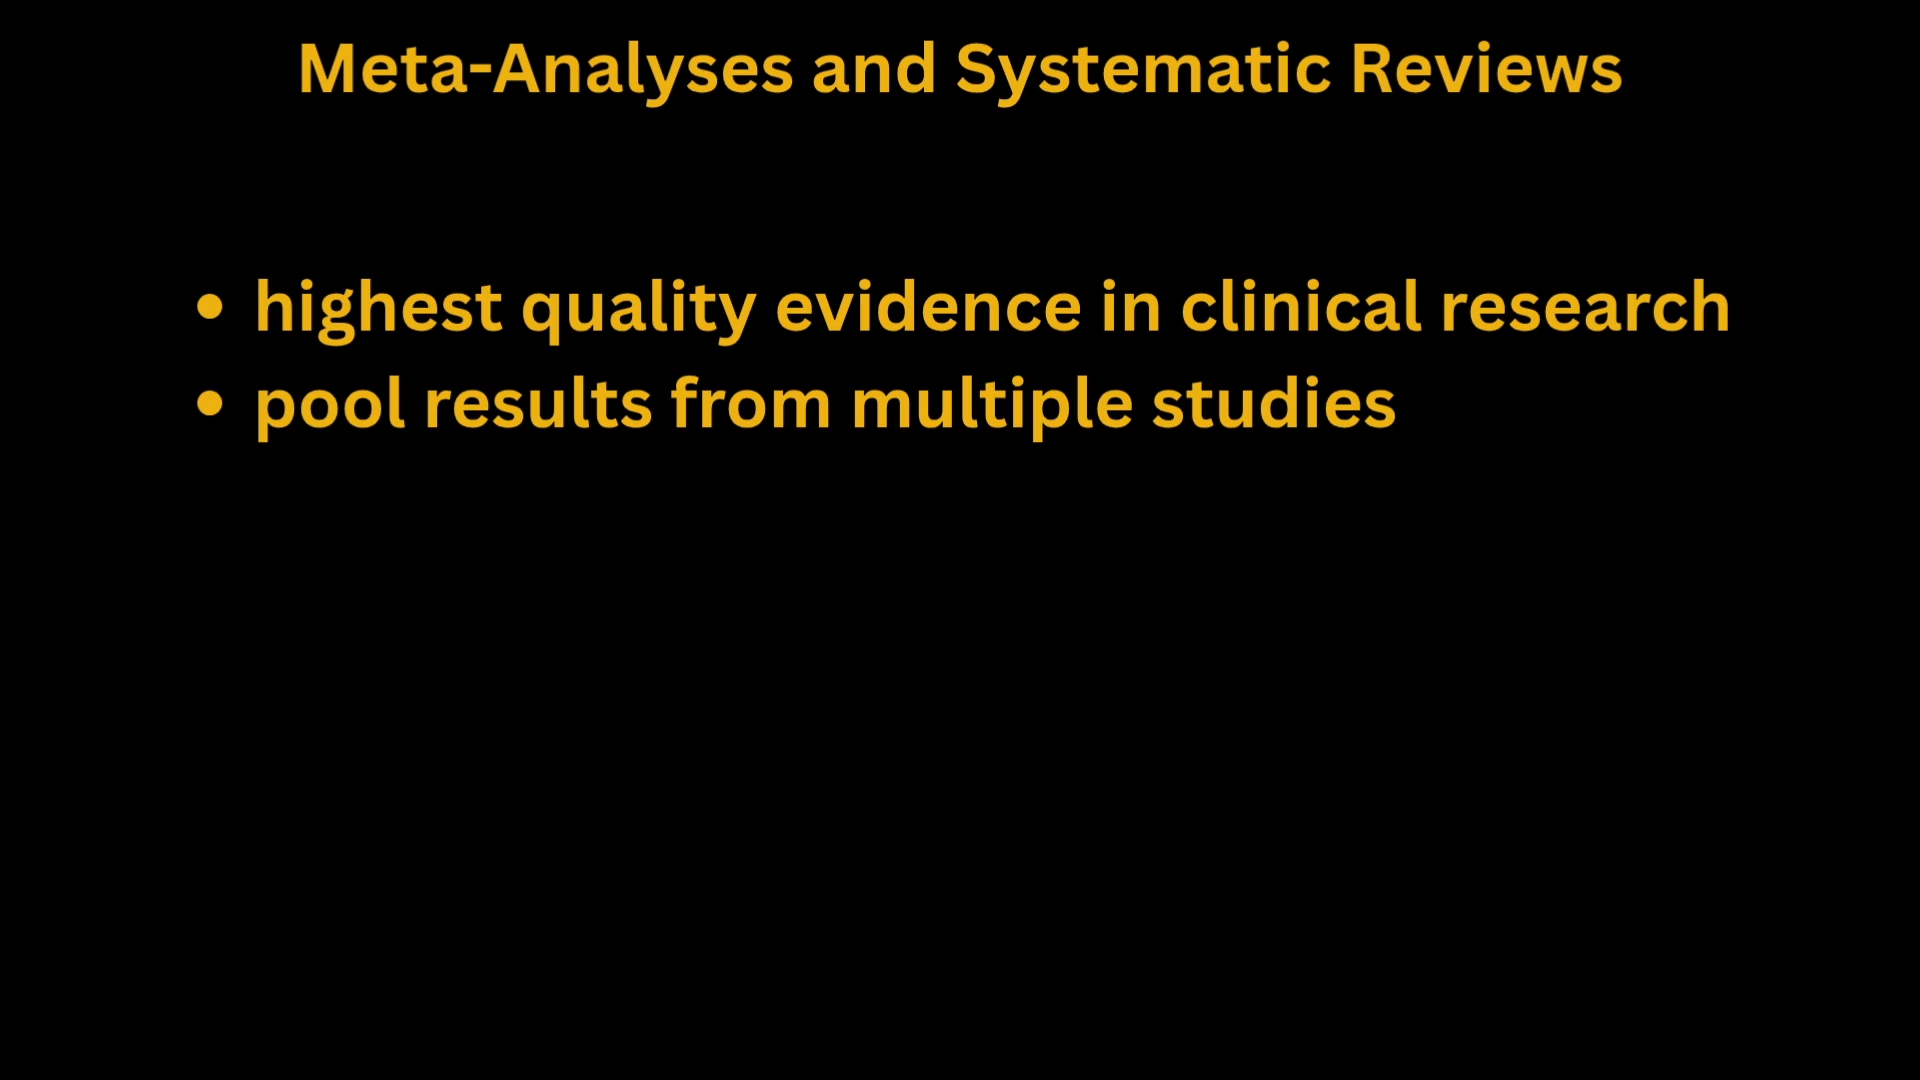 Meta-Analyses and Systematic Reviews
• highest quality evidence in clinical research
• pool results from multiple studies